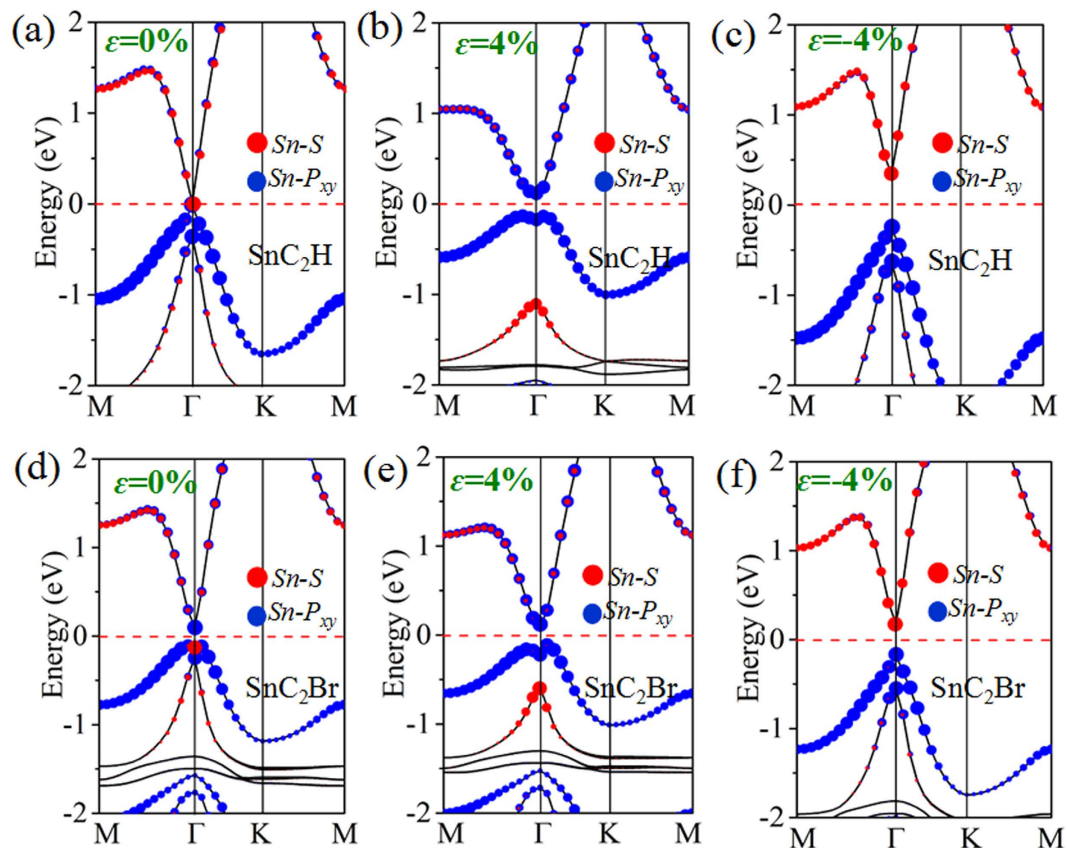 (a) ε=0%
2
1
0
-1
-2
Energy (eV)
Sn-S
Sn-Pxy
SnC2H
M Γ K M
(b) ε=4%
2
1
0
-1
-2
Energy (eV)
Sn-S
Sn-Pxy
SnC2H
M Γ K M
(c) ε=-4%
2
1
0
-1
-2
Energy (eV)
Sn-S
Sn-Pxy
SnC2H
M Γ K M
(d) ε=0%
2
1
0
-1
-2
Energy (eV)
Sn-S
Sn-Pxy
SnC2Br
M Γ K M
(e) ε=4%
2
1
0
-1
-2
Energy (eV)
Sn-S
Sn-Pxy
SnC2Br
M Γ K M
(f) ε=-4%
2
1
0
-1
-2
Energy (eV)
Sn-S
Sn-Pxy
SnC2Br
M Γ K M